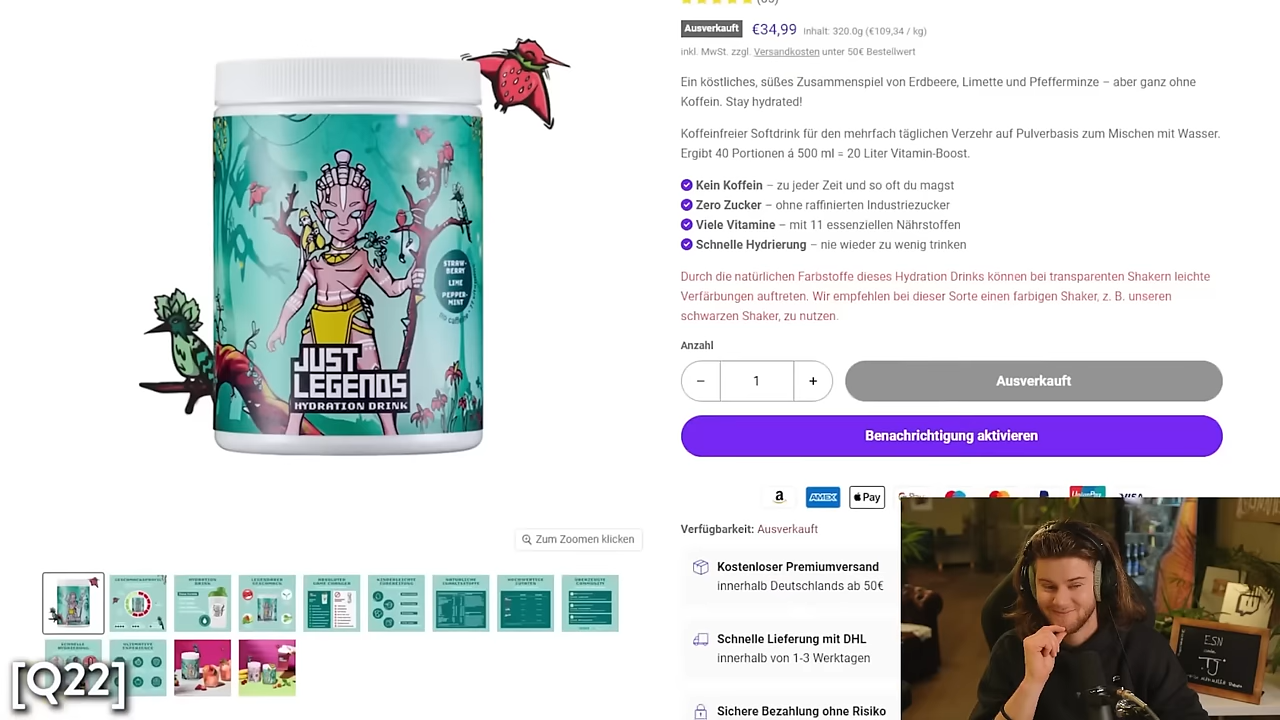 Ausverkauft €34,99 Inhalt: 320.0g (€109,34 / kg)
inkl. MwSt. zzgl. Versandkosten unter 50€ Bestellwert
Ein köstliches, süßes Zusammenspiel von Erdbeere, Limette und Pfefferminze – aber ganz ohne
Koffein. Stay hydrated!
Koffeinfreier Softdrink für den mehrfach täglichen Verzehr auf Pulverbasis zum Mischen mit Wasser.
Ergibt 40 Portionen á 500 ml = 20 Liter Vitamin-Boost.
Kein Koffein – zu jeder Zeit und so oft du magst
Zero Zucker – ohne raffinierten Industriezucker
Viele Vitamine – mit 11 essenziellen Nährstoffen
Schnelle Hydrierung – nie wieder zu wenig trinken
Durch die natürlichen Farbstoffe dieses Hydration Drinks können bei transparenten Shakern leichte
Verfärbungen auftreten. Wir empfehlen bei dieser Sorte einen farbigen Shaker, z. B. unseren
schwarzen Shaker, zu nutzen.
Anzahl
− 1 + Ausverkauft
Benachrichtigung aktivieren
a AMEX Pay G Pay UnionPay VISA
Verfügbarkeit: Ausverkauft
Kostenloser Premiumversand
innerhalb Deutschlands ab 50€
Schnelle Lieferung mit DHL
innerhalb von 1-3 Werktagen
Sichere Bezahlung ohne Risiko
STRAW-
BERRY
LIME
PEPPER-
MINT
JUST
LEGENDS
HYDRATION DRINK
Zum Zoomen klicken
[Q22]
ESN
TJ